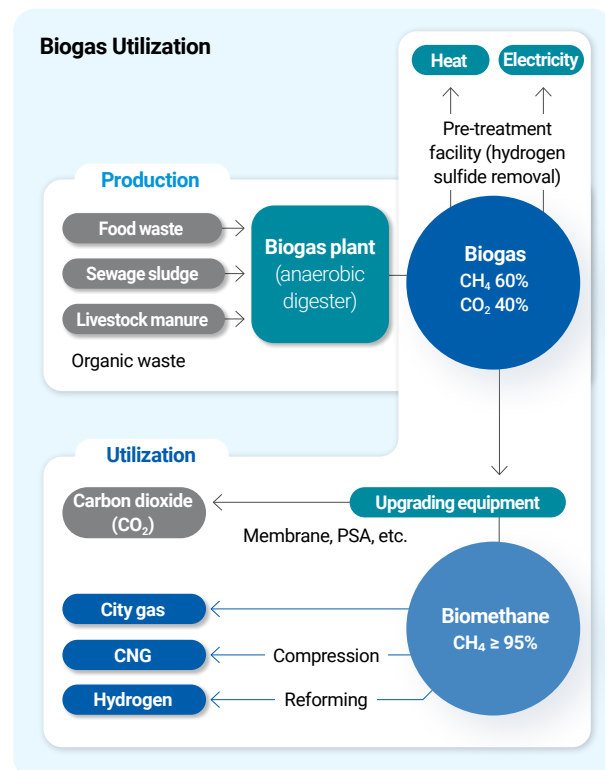 Biogas Utilization
Heat
Electricity
Pre-treatment
facility (hydrogen
sulfide removal)
Production
Food waste
Sewage sludge
Livestock manure
Organic waste
Biogas plant
(anaerobic
digester)
Biogas
CH₄ 60%
CO₂ 40%
Utilization
Carbon dioxide
(CO₂)
Upgrading equipment
Membrane, PSA, etc.
Biomethane
CH₄ ≥ 95%
City gas
CNG
Compression
Hydrogen
Reforming